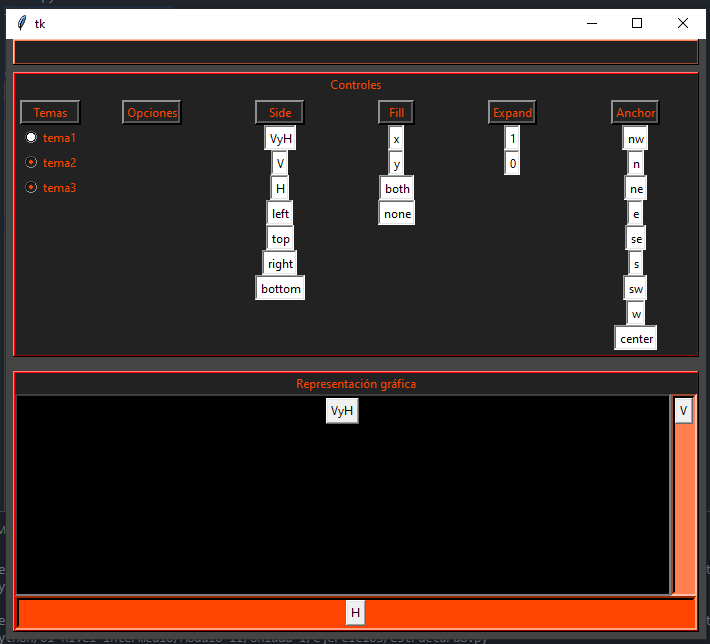 tk
Controles
Temas Opciones Side Fill Expand Anchor
tema1 VyH x 1 nw
tema2 V y 0 n
tema3 H both ne
left none e
top se
right s
bottom sw
w
center
Representación gráfica
VyH V
H